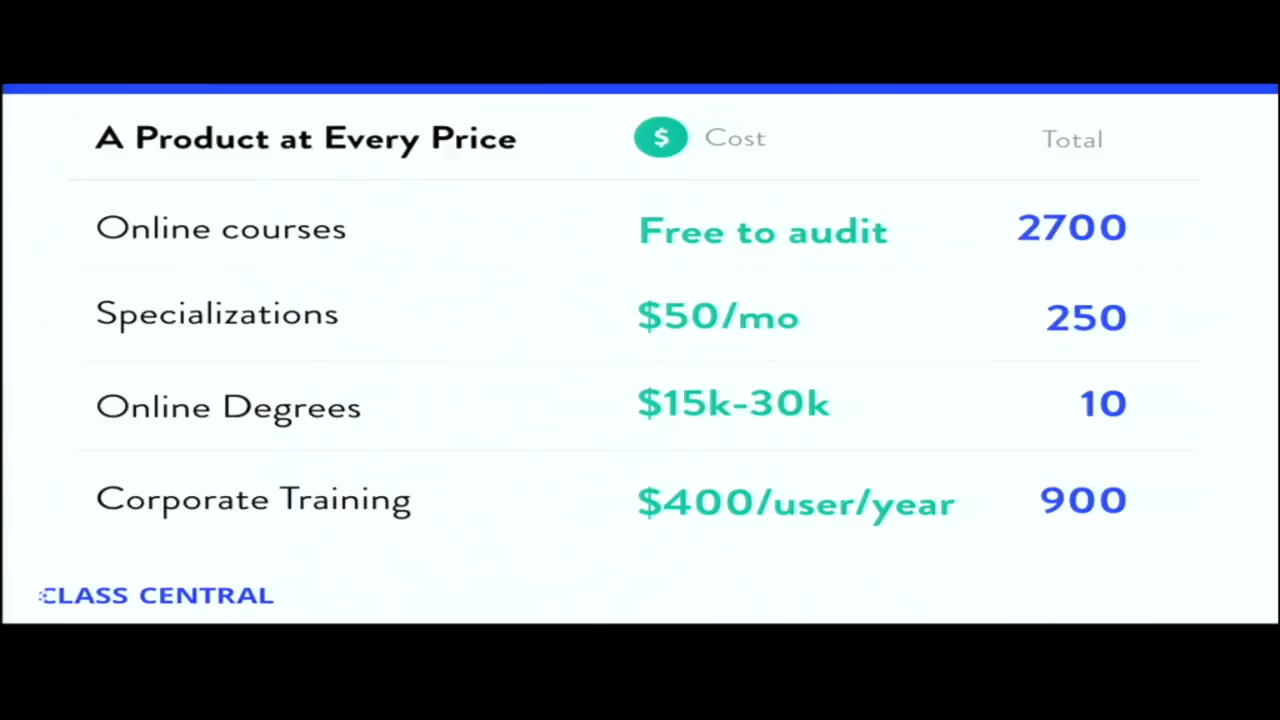 A Product at Every Price $ Cost Total
Online courses Free to audit 2700
Specializations $50/mo 250
Online Degrees $15k-30k 10
Corporate Training $400/user/year 900
CLASS CENTRAL